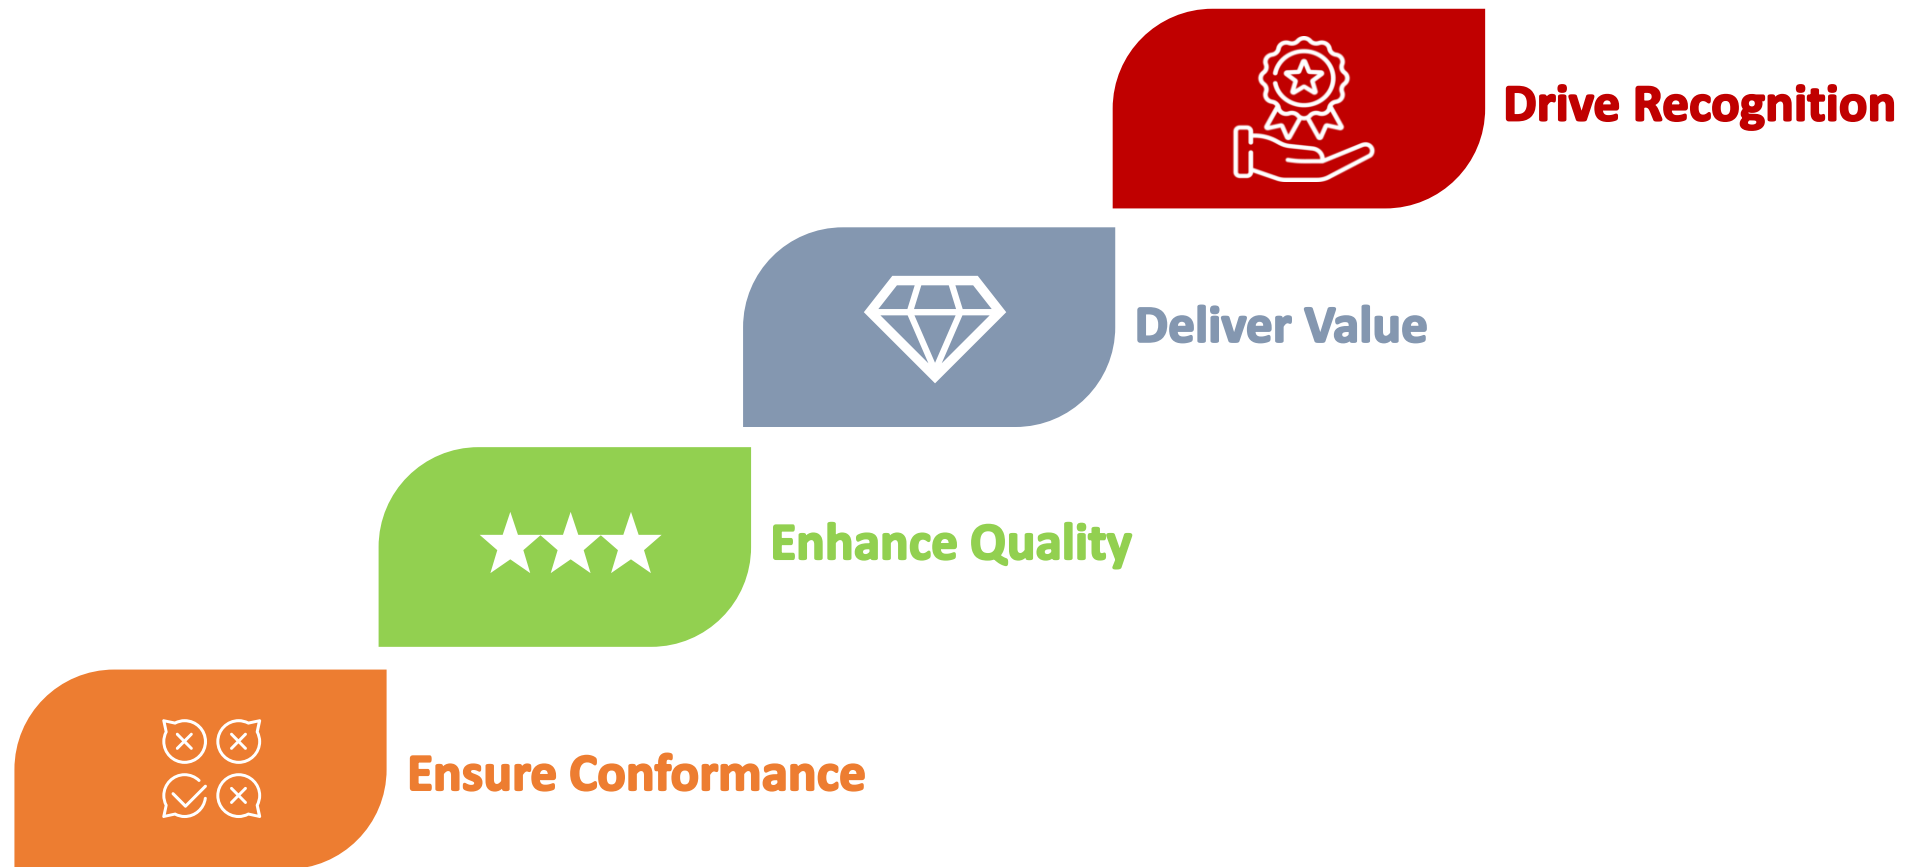 Drive Recognition
Deliver Value
Enhance Quality
Ensure Conformance